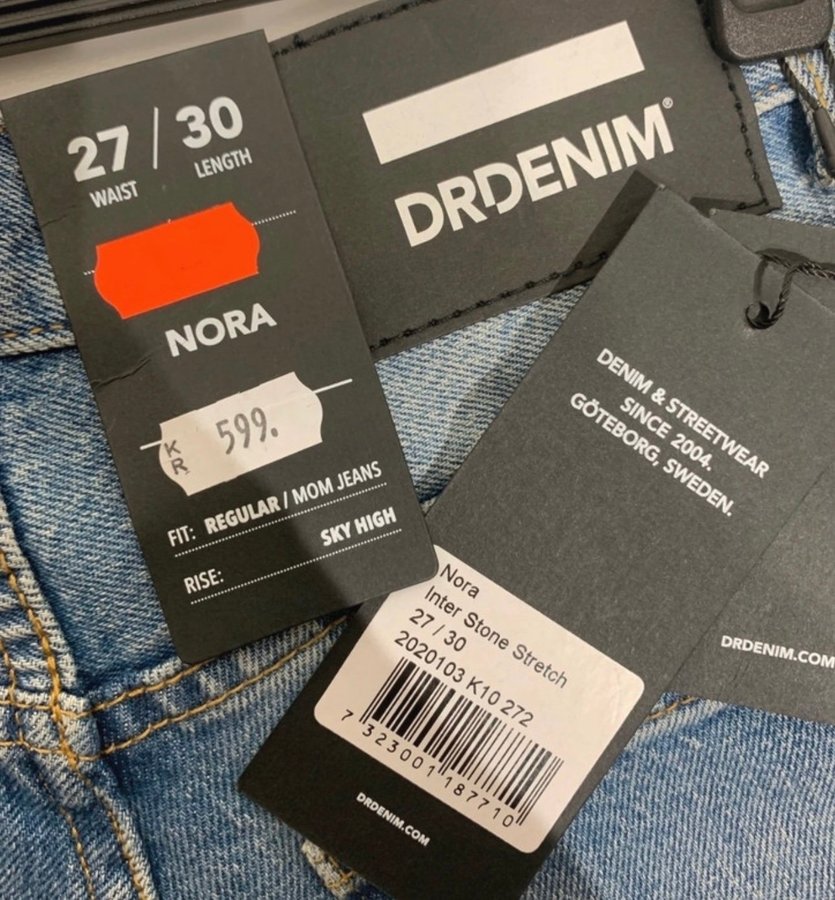 27 / 30
WAIST LENGTH
NORA
KR 599.
FIT: REGULAR / MOM JEANS
RISE: SKY HIGH
DRDENIM®
DENIM & STREETWEAR
SINCE 2004.
GÖTEBORG, SWEDEN.
Nora
Inter Stone Stretch
27 / 30
2020103 K10 272
7 323001 187710
DRDENIM.COM
DRDENIM.COM